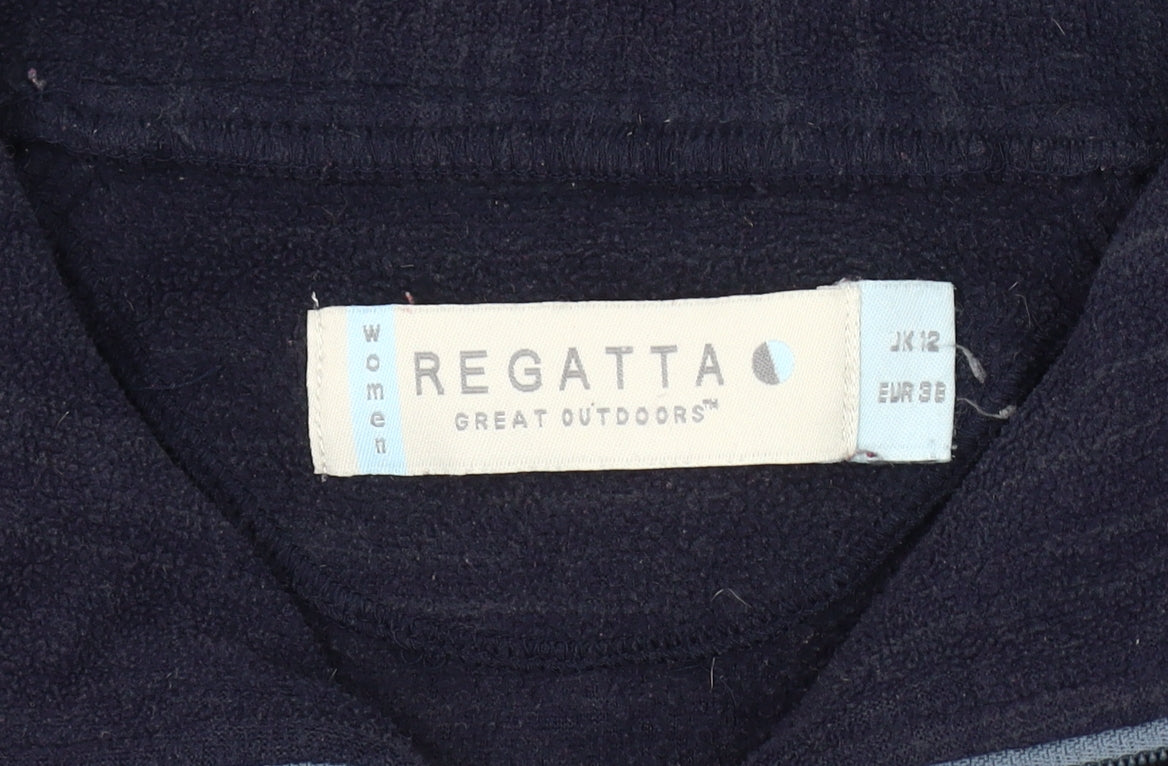 women
REGATTA
GREAT OUTDOORS™
UK 12
EUR 38